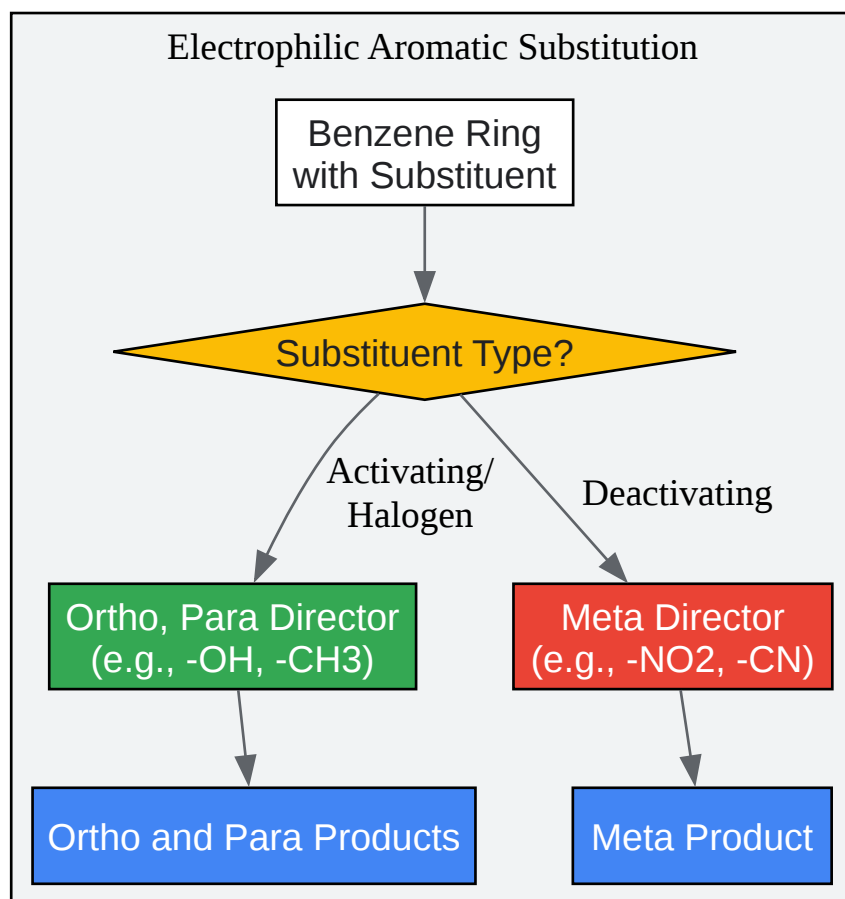 Electrophilic Aromatic Substitution
Benzene Ring
with Substituent
Substituent Type?
Activating/
Halogen
Deactivating
Ortho, Para Director
(e.g., -OH, -CH3)
Meta Director
(e.g., -NO2, -CN)
Ortho and Para Products
Meta Product